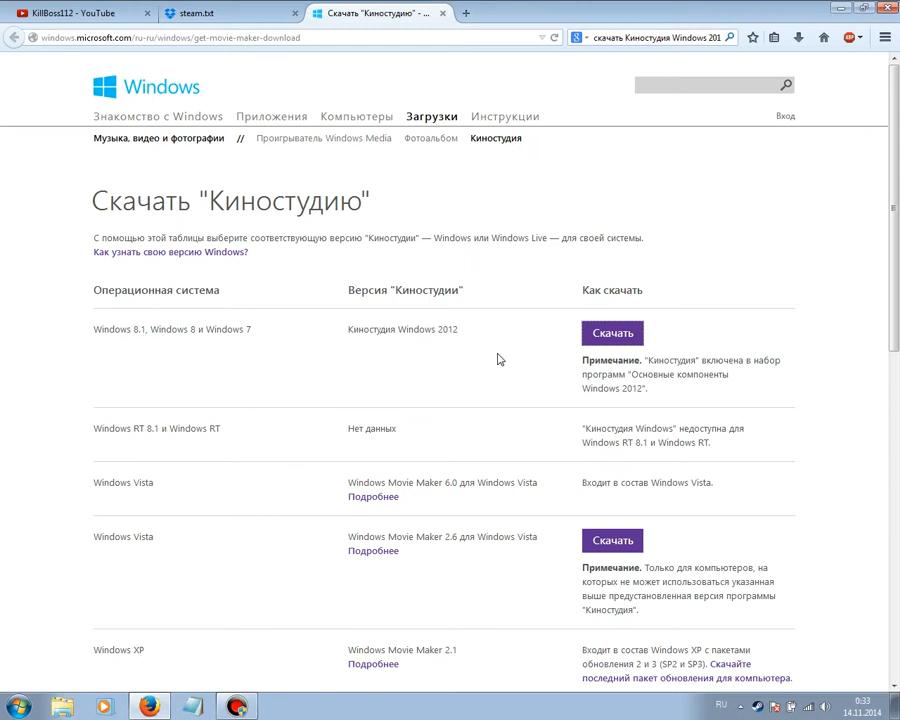 KillBoss112 - YouTube
steam.txt
Скачать "Киностудию" - ...
windows.microsoft.com/ru-ru/windows/get-movie-maker-download
скачать Киностудия Windows 201
Windows
Знакомство с Windows Приложения Компьютеры Загрузки Инструкции Вход
Музыка, видео и фотографии // Проигрыватель Windows Media Фотоальбом Киностудия
Скачать "Киностудию"
С помощью этой таблицы выберите соответствующую версию "Киностудии" — Windows или Windows Live — для своей системы.
Как узнать свою версию Windows?
Операционная система Версия "Киностудии" Как скачать
Windows 8.1, Windows 8 и Windows 7 Киностудия Windows 2012 Скачать
Примечание. "Киностудия" включена в набор
программ "Основные компоненты
Windows 2012".
Windows RT 8.1 и Windows RT Нет данных "Киностудия Windows" недоступна для
Windows RT 8.1 и Windows RT.
Windows Vista Windows Movie Maker 6.0 для Windows Vista Входит в состав Windows Vista.
Подробнее
Windows Vista Windows Movie Maker 2.6 для Windows Vista Скачать
Подробнее
Примечание. Только для компьютеров, на
которых не может использоваться указанная
выше предустановленная версия программы
"Киностудия".
Windows XP Windows Movie Maker 2.1 Входит в состав Windows XP с пакетами
Подробнее обновления 2 и 3 (SP2 и SP3). Скачайте
последний пакет обновления для компьютера.
RU
0:33
14.11.2014